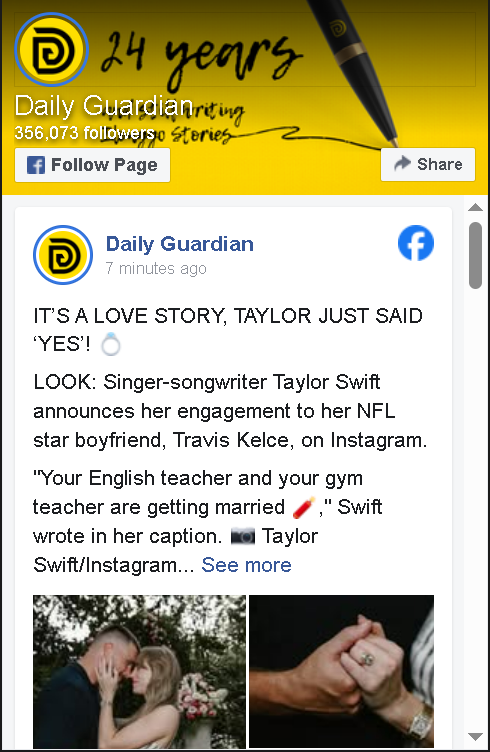 24 years
Daily Guardian
writing
Stories
356,073 followers
Follow Page
Share
Daily Guardian
7 minutes ago
IT’S A LOVE STORY, TAYLOR JUST SAID
‘YES’! 💍
LOOK: Singer-songwriter Taylor Swift
announces her engagement to her NFL
star boyfriend, Travis Kelce, on Instagram.
"Your English teacher and your gym
teacher are getting married 🧨," Swift
wrote in her caption. 📷 Taylor
Swift/Instagram... See more